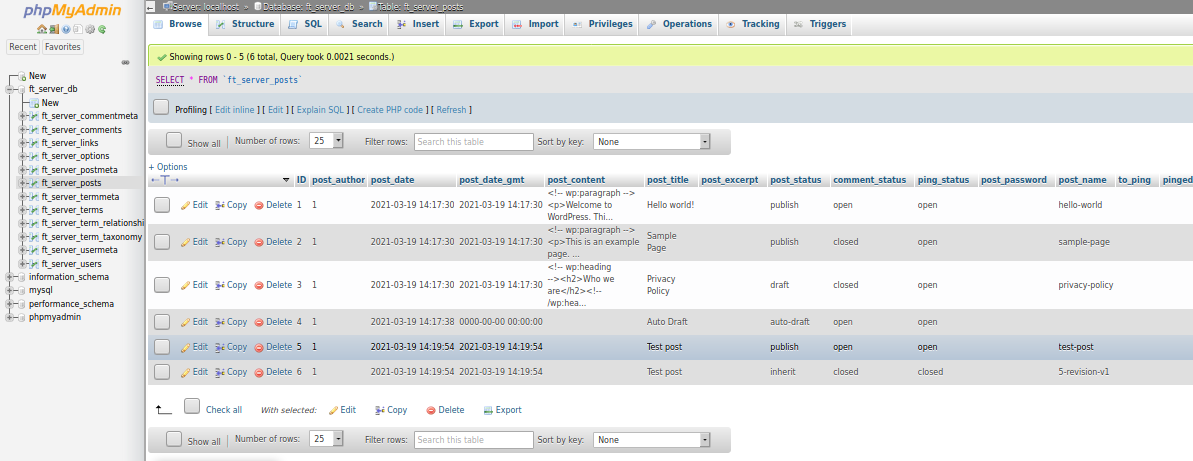 phpMyAdmin
Recent Favorites
New
ft_server_db
New
ft_server_commentmeta
ft_server_comments
ft_server_links
ft_server_options
ft_server_postmeta
ft_server_posts
ft_server_termmeta
ft_server_terms
ft_server_term_relationshi
ft_server_term_taxonomy
ft_server_usermeta
ft_server_users
information_schema
mysql
performance_schema
phpmyadmin
Server: localhost » Database: ft_server_db » Table: ft_server_posts
Browse Structure SQL Search Insert Export Import Privileges Operations Tracking Triggers
Showing rows 0 - 5 (6 total, Query took 0.0021 seconds.)
SELECT * FROM `ft_server_posts`
Profiling [ Edit inline ] [ Edit ] [ Explain SQL ] [ Create PHP code ] [ Refresh ]
Show all | Number of rows: 25 Filter rows: Search this table Sort by key: None
+ Options
←T→ ID post_author post_date post_date_gmt post_content post_title post_excerpt post_status comment_status ping_status post_password post_name to_ping pinged
<!-- wp:paragraph -->
Edit Copy Delete 1 1 2021-03-19 14:17:30 2021-03-19 14:17:30 <p>Welcome to Hello world! publish open open hello-world
WordPress. Thi...
<!-- wp:paragraph -->
Edit Copy Delete 2 1 2021-03-19 14:17:30 2021-03-19 14:17:30 <p>This is an example Sample Page publish closed open sample-page
page. ...
<!-- wp:heading
--><h2>Who we
Edit Copy Delete 3 1 2021-03-19 14:17:30 2021-03-19 14:17:30 are</h2><!-- Privacy Policy draft closed open privacy-policy
/wp:hea...
Edit Copy Delete 4 1 2021-03-19 14:17:38 0000-00-00 00:00:00 Auto Draft auto-draft open open
Edit Copy Delete 5 1 2021-03-19 14:19:54 2021-03-19 14:19:54 Test post publish open open test-post
Edit Copy Delete 6 1 2021-03-19 14:19:54 2021-03-19 14:19:54 Test post inherit closed closed 5-revision-v1
Check all With selected: Edit Copy Delete Export
Show all | Number of rows: 25 Filter rows: Search this table Sort by key: None